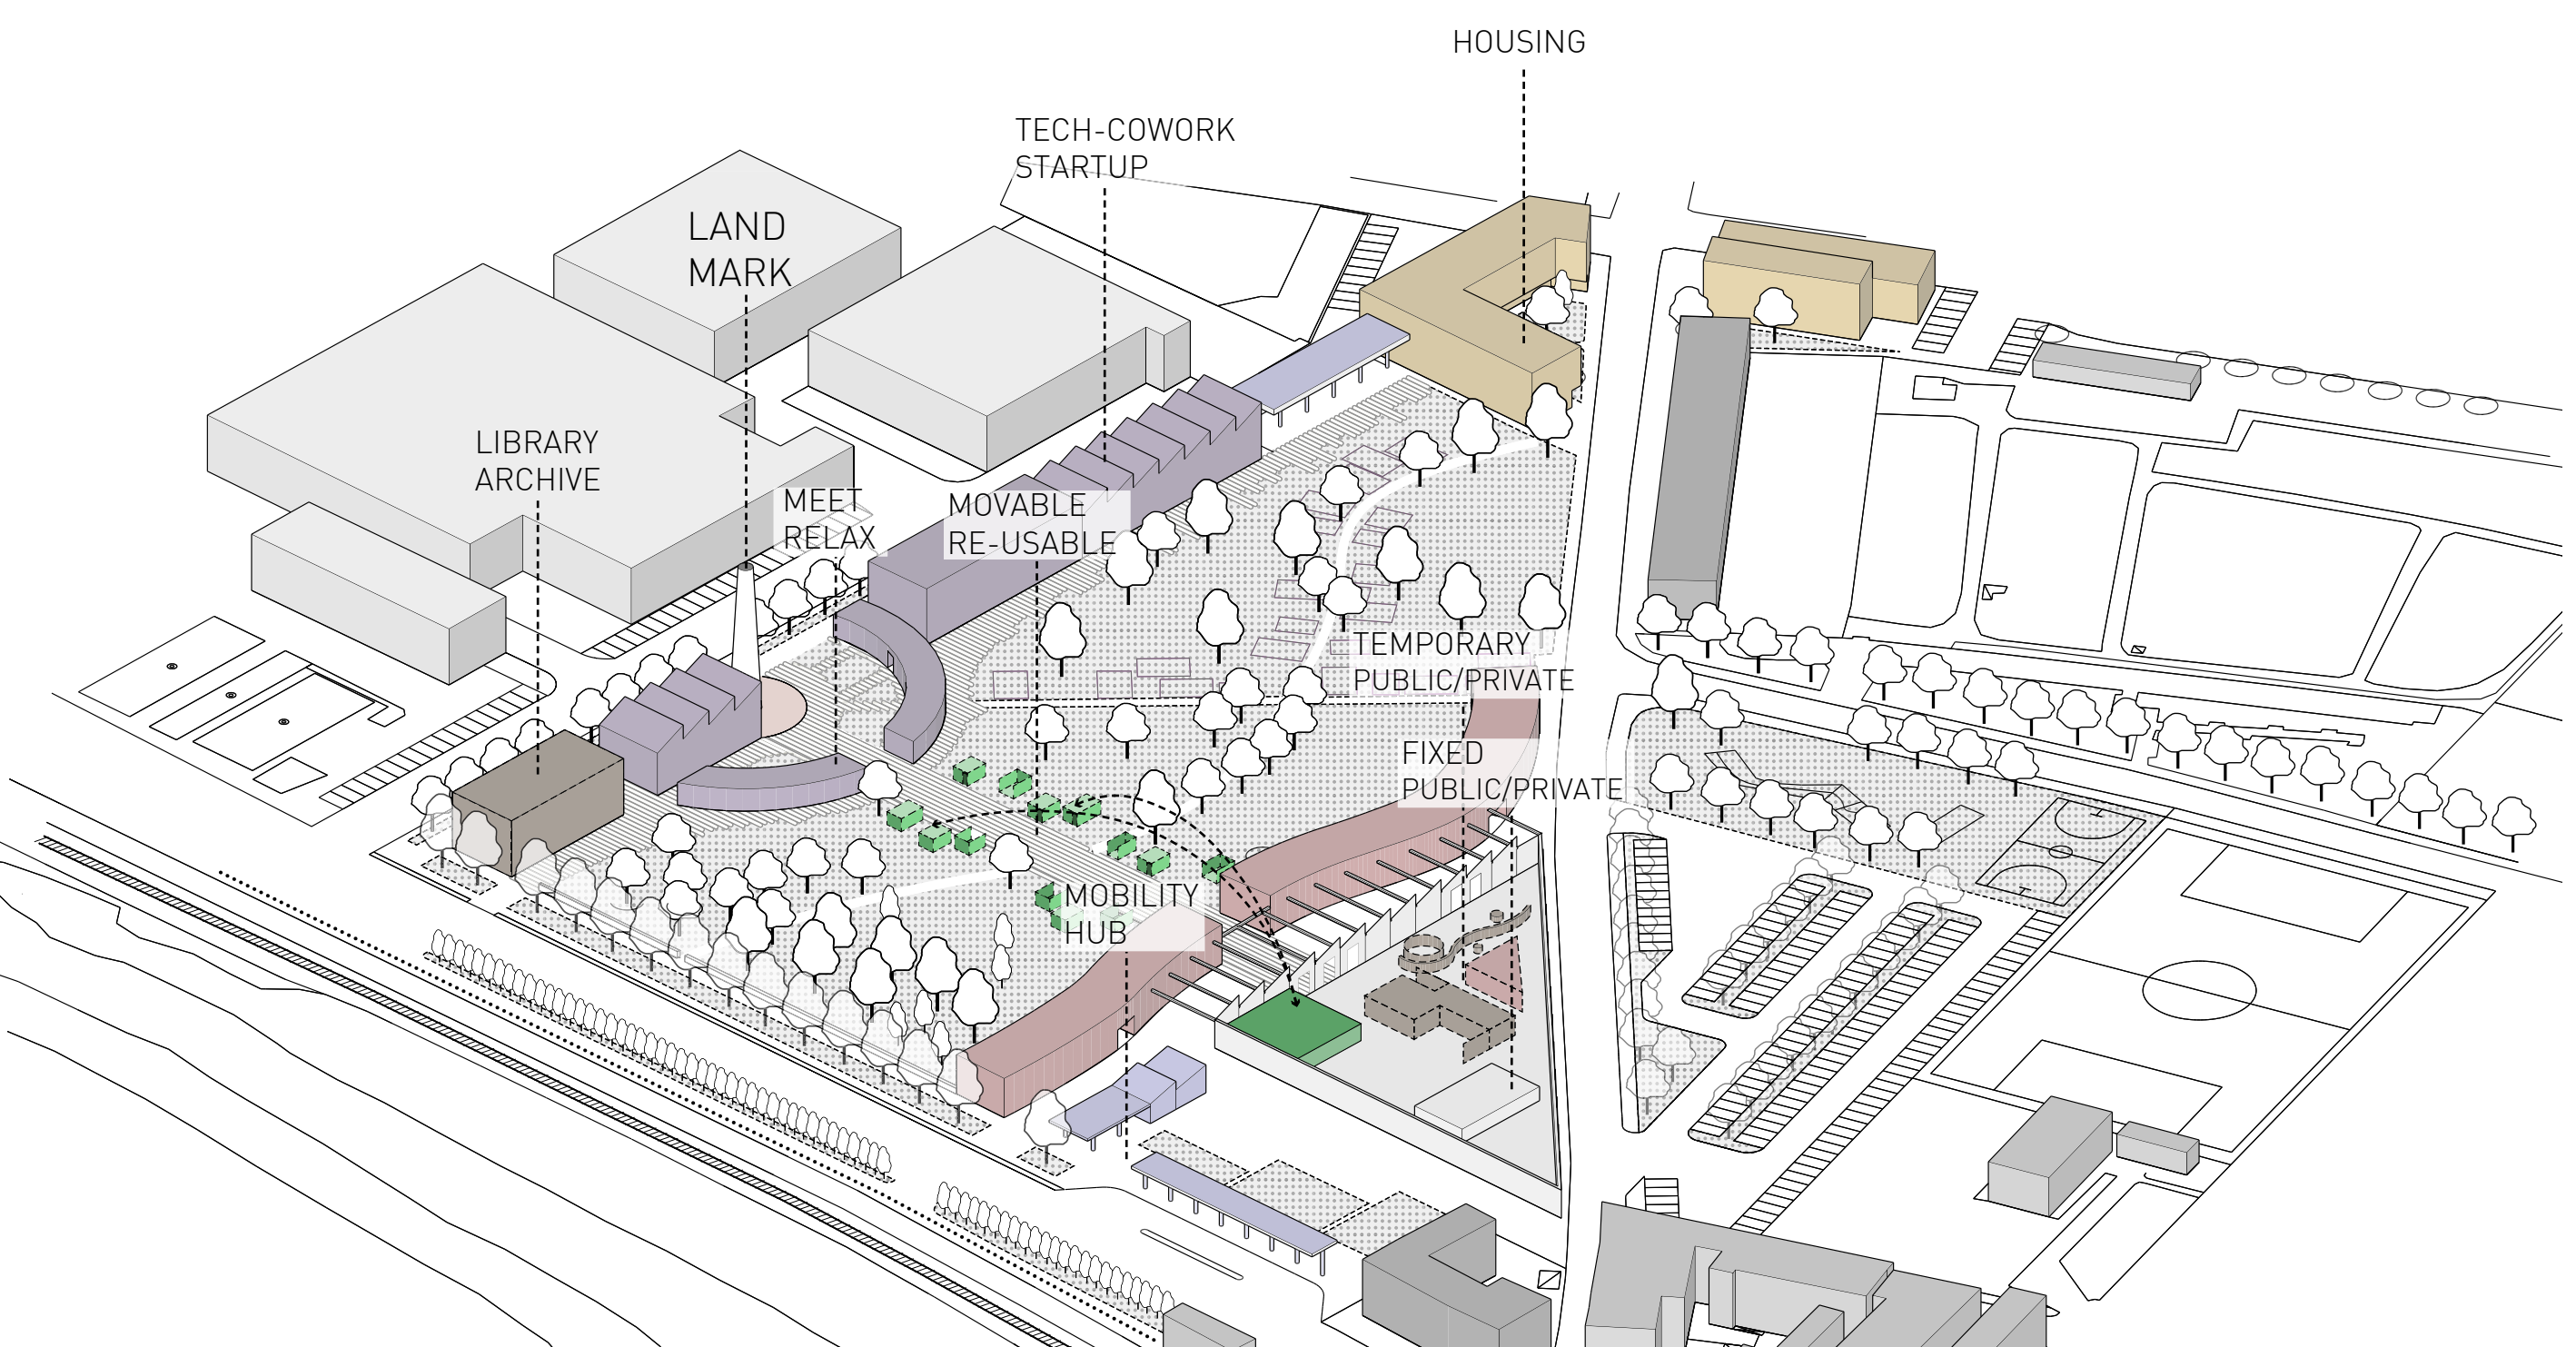 HOUSING
TECH-COWORK
STARTUP
LAND
MARK
LIBRARY
ARCHIVE
MEET
RELAX
MOVABLE
RE-USABLE
TEMPORARY
PUBLIC/PRIVATE
FIXED
PUBLIC/PRIVATE
MOBILITY
HUB